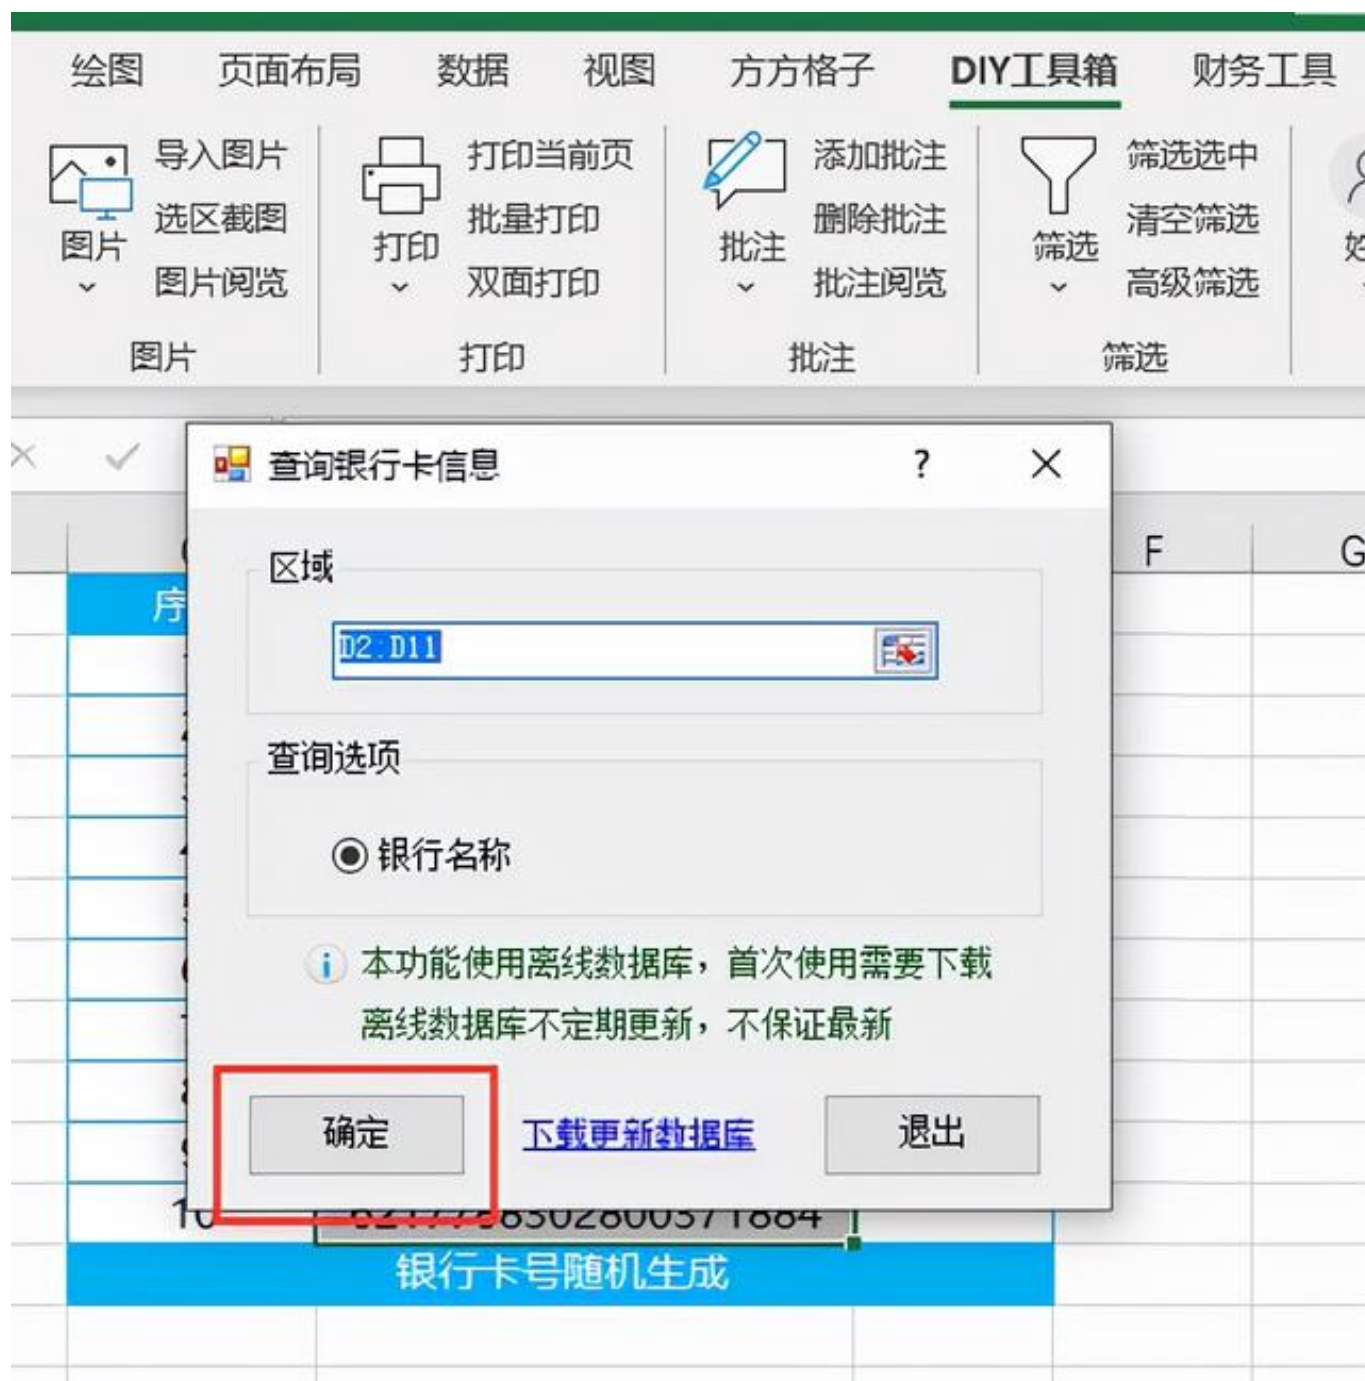 绘图 页面布局 数据 视图 方方格子 DIY工具箱 财务工具
导入图片 打印当前页 添加批注 筛选选中
选区截图 批量打印 删除批注 清空筛选
图片 打印 批注 筛选
图片阅览 双面打印 批注阅览 高级筛选
图片 打印 批注 筛选
查询银行卡信息 ? ×
F G
区域
序
D2:D11
查询选项
银行名称
本功能使用离线数据库，首次使用需要下载
离线数据库不定期更新，不保证最新
确定 下载更新数据库 退出
10
银行卡号随机生成